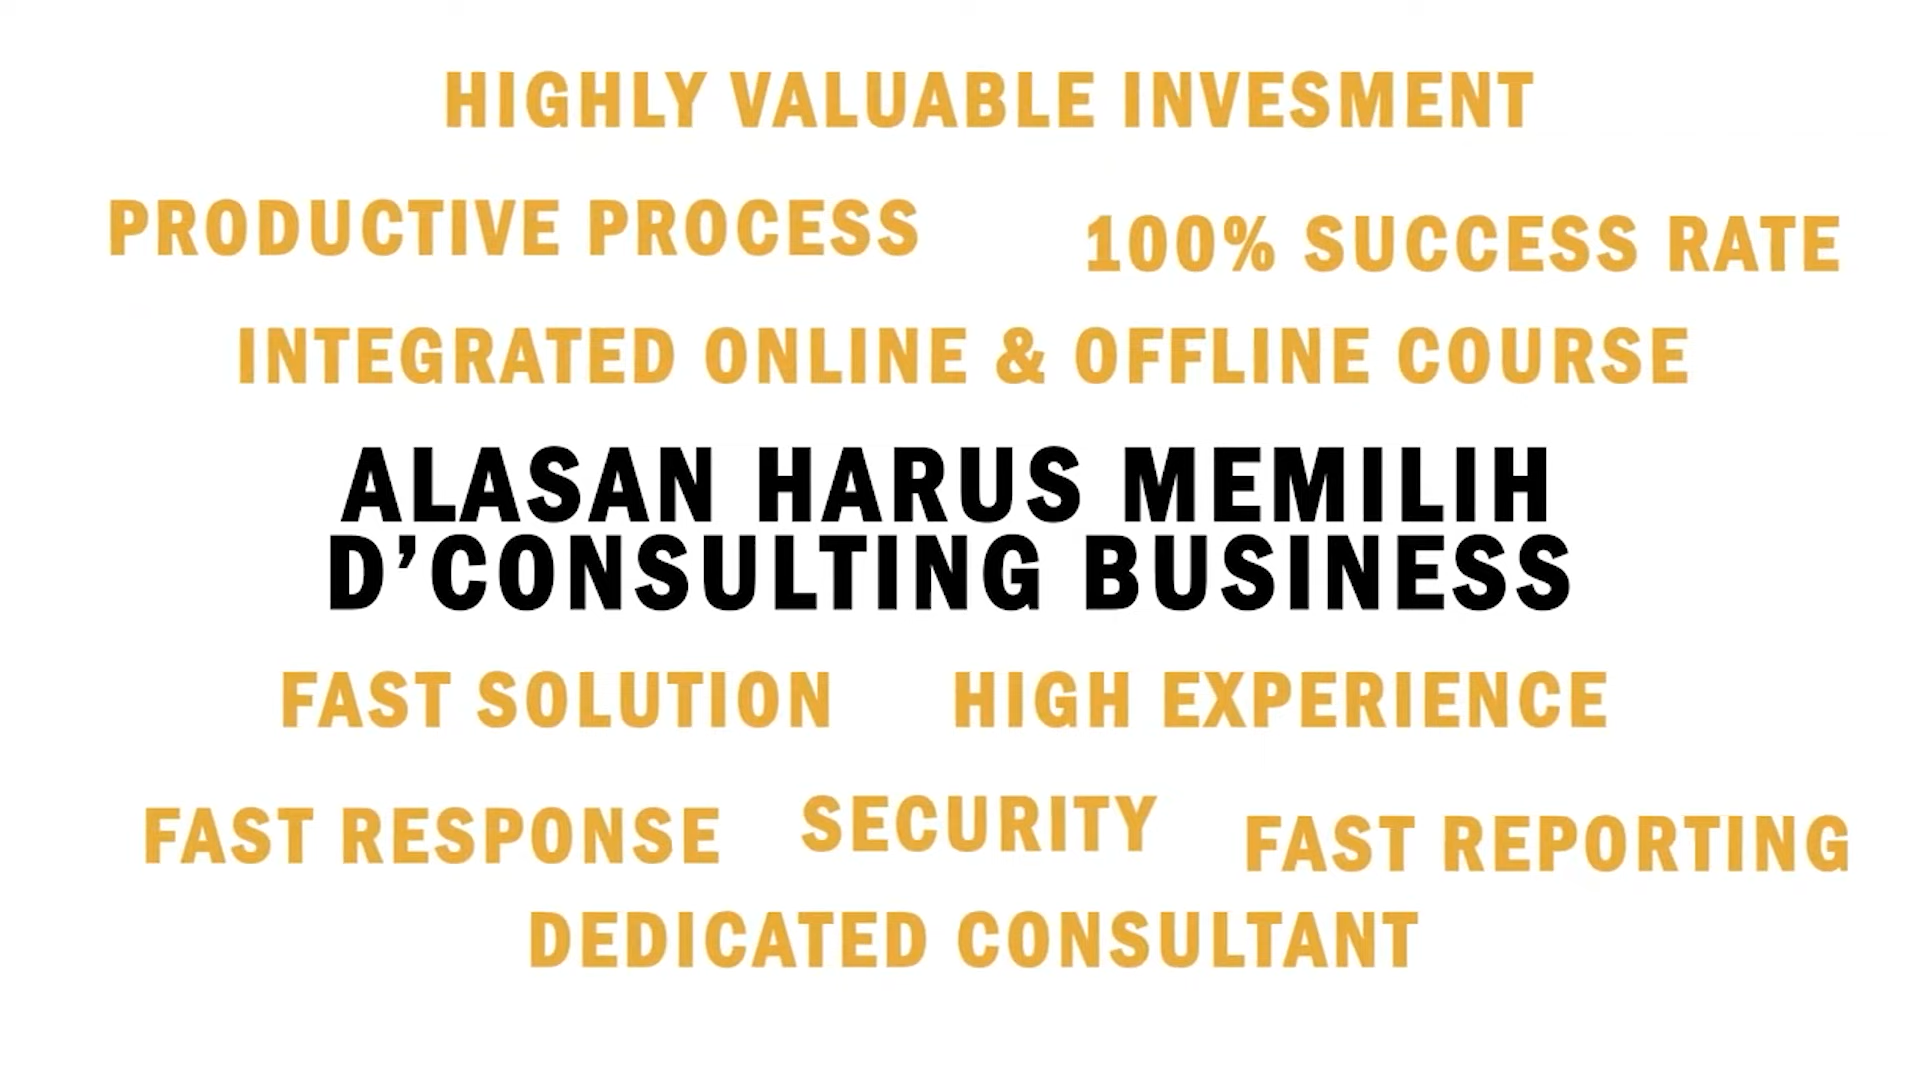 HIGHLY VALUABLE INVESMENT
PRODUCTIVE PROCESS
100% SUCCESS RATE
INTEGRATED ONLINE & OFFLINE COURSE
ALASAN HARUS MEMILIH
D’CONSULTING BUSINESS
FAST SOLUTION
HIGH EXPERIENCE
FAST RESPONSE
SECURITY
FAST REPORTING
DEDICATED CONSULTANT